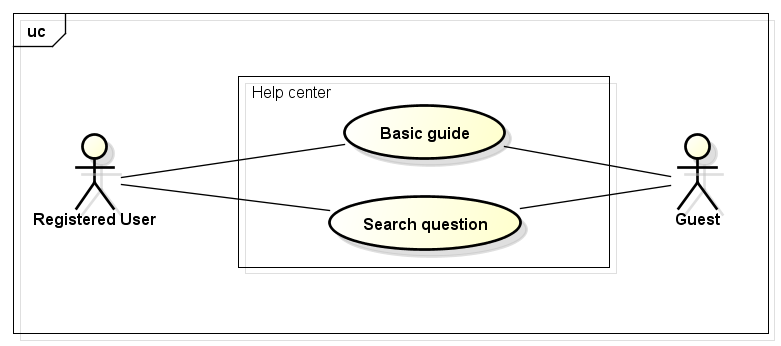 uc
Help center
Basic guide
Registered User
Guest
Search question